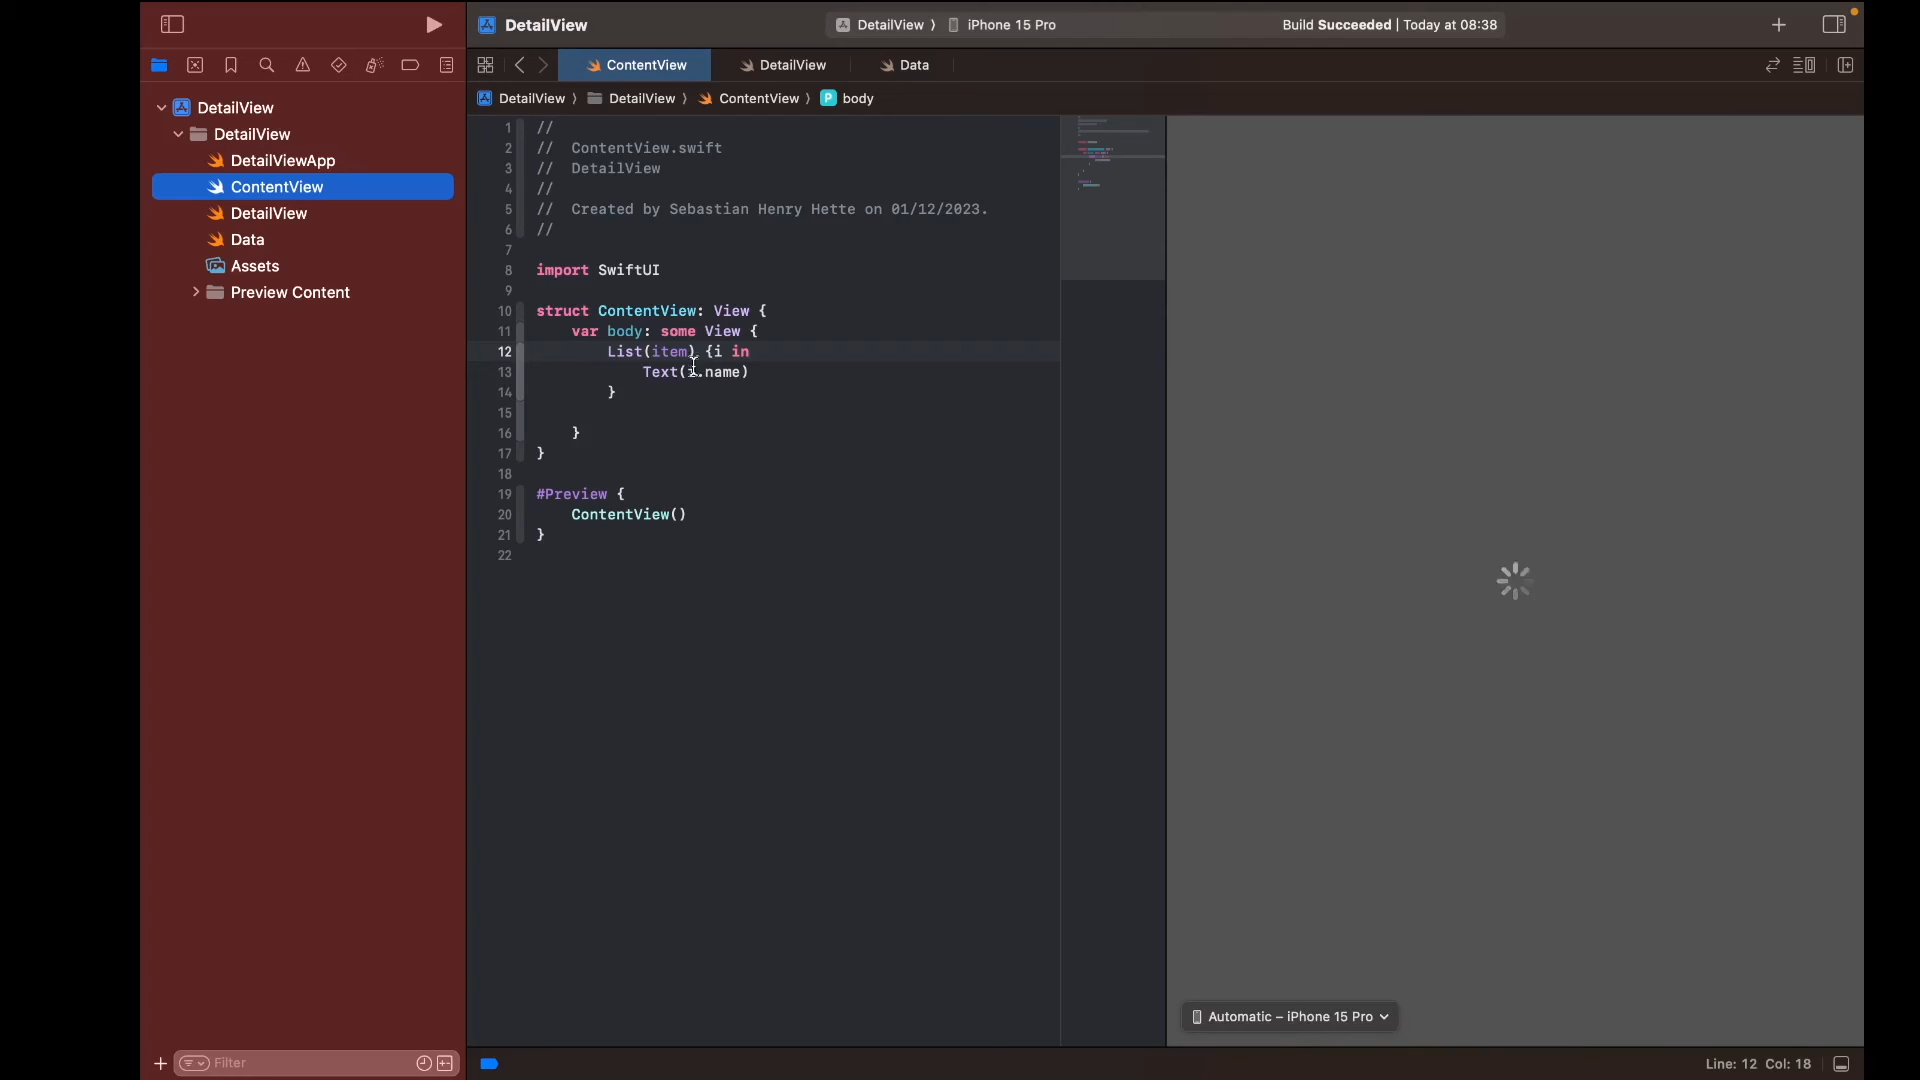 DetailView
DetailView ⟩ iPhone 15 Pro
Build Succeeded | Today at 08:38
ContentView
DetailView
Data
DetailView ⟩ DetailView ⟩ ContentView ⟩ P body
DetailView
DetailView
DetailViewApp
ContentView
DetailView
Data
Assets
Preview Content
Filter
1 //
2 // ContentView.swift
3 // DetailView
4 //
5 // Created by Sebastian Henry Hette on 01/12/2023.
6 //
7
8 import SwiftUI
9
10 struct ContentView: View {
11 var body: some View {
12 List(item) {i in
13 Text(i.name)
14 }
15
16 }
17 }
18
19 #Preview {
20 ContentView()
21 }
22
Automatic – iPhone 15 Pro
Line: 12 Col: 18